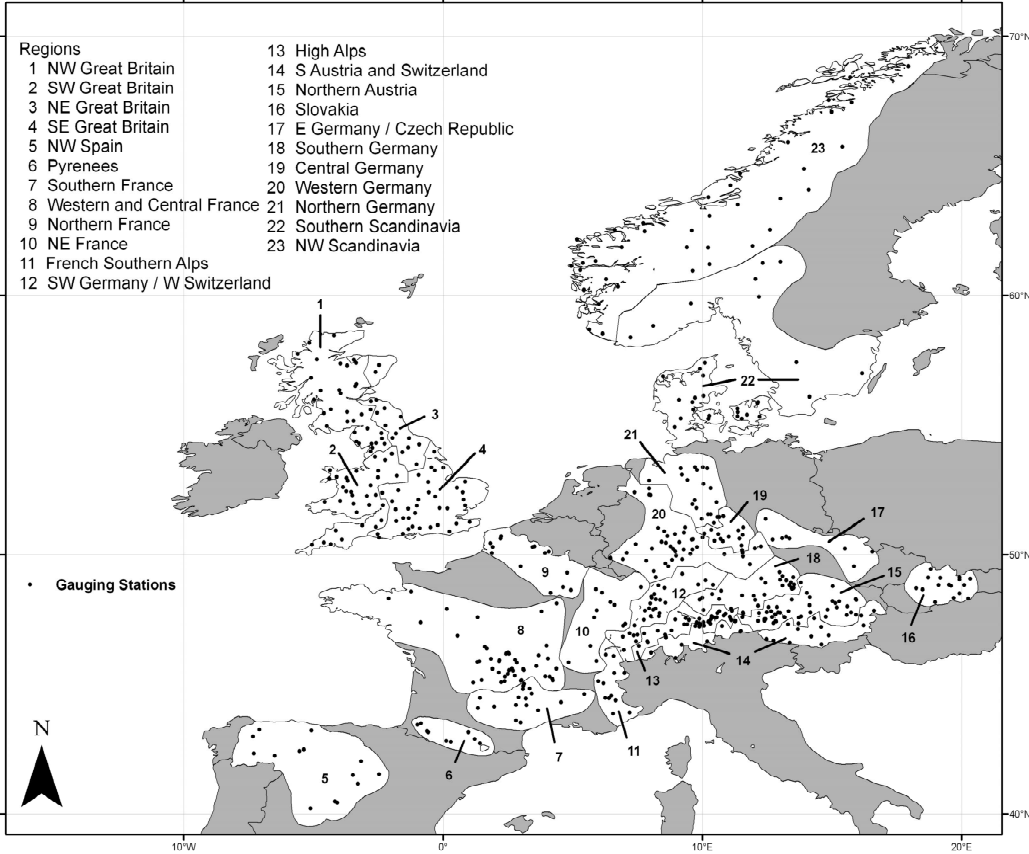 Regions
1 NW Great Britain
2 SW Great Britain
3 NE Great Britain
4 SE Great Britain
5 NW Spain
6 Pyrenees
7 Southern France
8 Western and Central France
9 Northern France
10 NE France
11 French Southern Alps
12 SW Germany / W Switzerland
13 High Alps
14 S Austria and Switzerland
15 Northern Austria
16 Slovakia
17 E Germany / Czech Republic
18 Southern Germany
19 Central Germany
20 Western Germany
21 Northern Germany
22 Southern Scandinavia
23 NW Scandinavia
70°N
23
60°N
1
22
3
21
2
4
19
20
17
50°N
18
15
9
Gauging Stations
12
16
8
10
14
13
N
11
7
6
5
40°N
10°W
0°
10°E
20°E